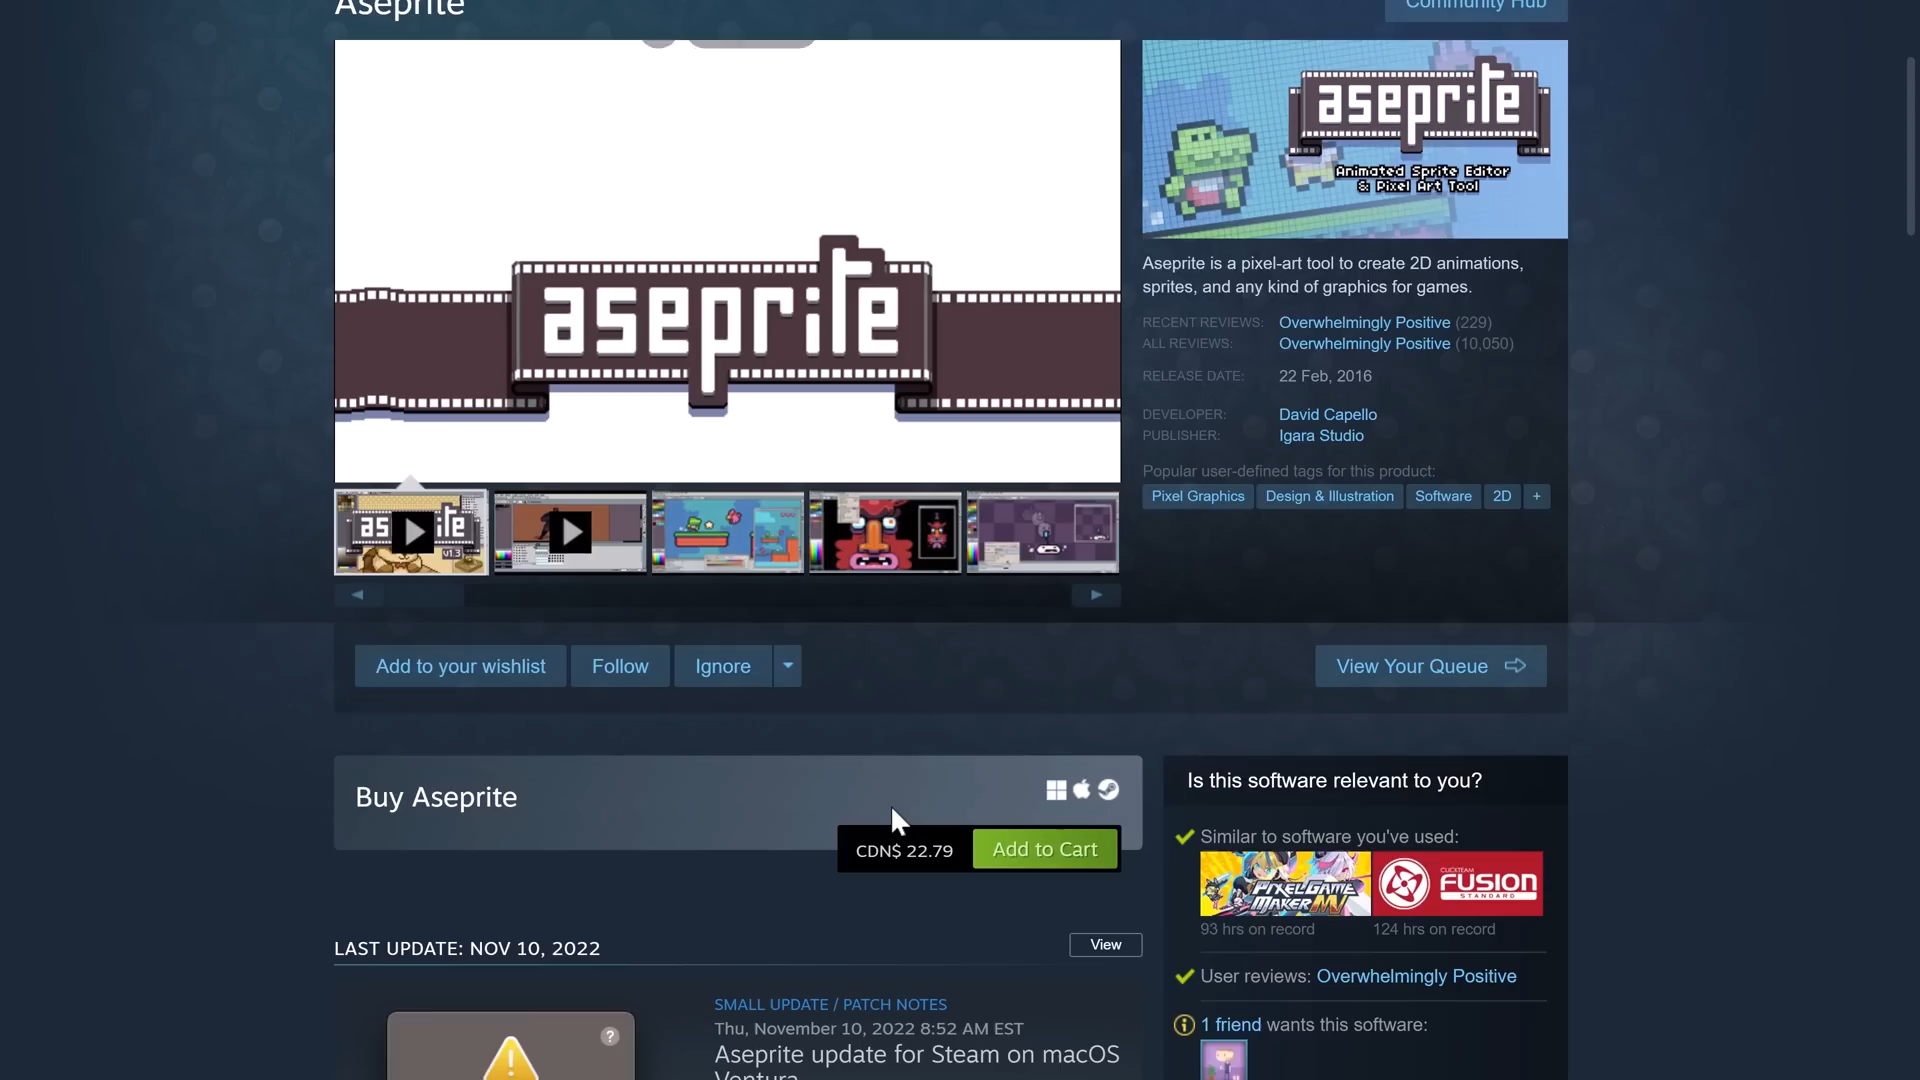 Aseprite
Community Hub
aseprite
Animated Sprite Editor
& Pixel Art Tool
aseprite
Aseprite is a pixel-art tool to create 2D animations,
sprites, and any kind of graphics for games.
RECENT REVIEWS: Overwhelmingly Positive (229)
ALL REVIEWS: Overwhelmingly Positive (10,050)
RELEASE DATE: 22 Feb, 2016
DEVELOPER: David Capello
PUBLISHER: Igara Studio
Popular user-defined tags for this product:
Pixel Graphics Design & Illustration Software 2D +
as ite
v1.3
Add to your wishlist Follow Ignore View Your Queue
Buy Aseprite
CDN$ 22.79 Add to Cart
Is this software relevant to you?
Similar to software you've used:
PIXEL GAME MAKER MV
CLICKTEAM FUSION STANDARD
93 hrs on record 124 hrs on record
User reviews: Overwhelmingly Positive
1 friend wants this software:
LAST UPDATE: NOV 10, 2022 View
SMALL UPDATE / PATCH NOTES
Thu, November 10, 2022 8:52 AM EST
Aseprite update for Steam on macOS
Ventura
?